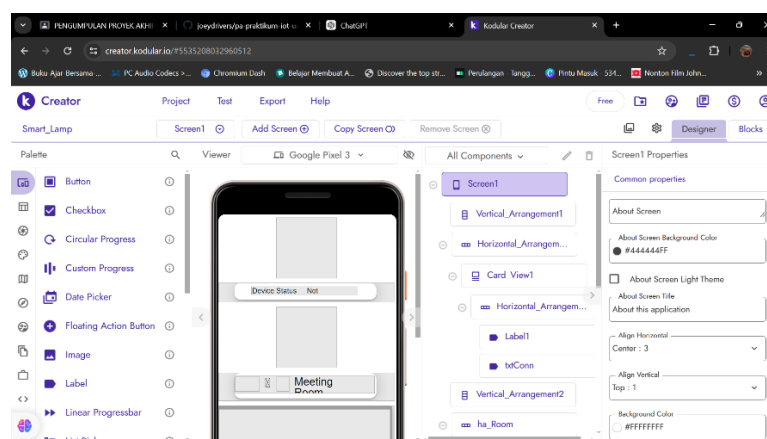 PENGUMPULAN PROYEK AKHI
joeydrivers/pa-praktikum-iot-u
ChatGPT
Kodular Creator
creator.kodular.io/#5535208032960512
Buku Ajar Bersama ...
PC Audio Codecs >...
Chromium Dash
Belajar Membuat A...
Discover the top str...
Perulangan Tangg...
Pintu Masuk 534...
Nonton Film John...
Creator
Project
Test
Export
Help
Free
Smart_Lamp
Screen1
Add Screen
Copy Screen
Remove Screen
Designer
Blocks
Palette
Viewer
Google Pixel 3
All Components
Screen1 Properties
Button
Checkbox
Circular Progress
Custom Progress
Date Picker
Floating Action Button
Image
Label
Linear Progressbar
Device Status Not
Meeting
Room
Screen1
Vertical_Arrangement1
Horizontal_Arrangem...
Card_View1
Horizontal_Arrangem...
Label1
txtConn
Vertical_Arrangement2
ha_Room
Common properties
About Screen
About Screen Background Color
#444444FF
About Screen Light Theme
About Screen Title
About this application
Align Horizontal
Center : 3
Align Vertical
Top : 1
Background Color
#FFFFFFFF